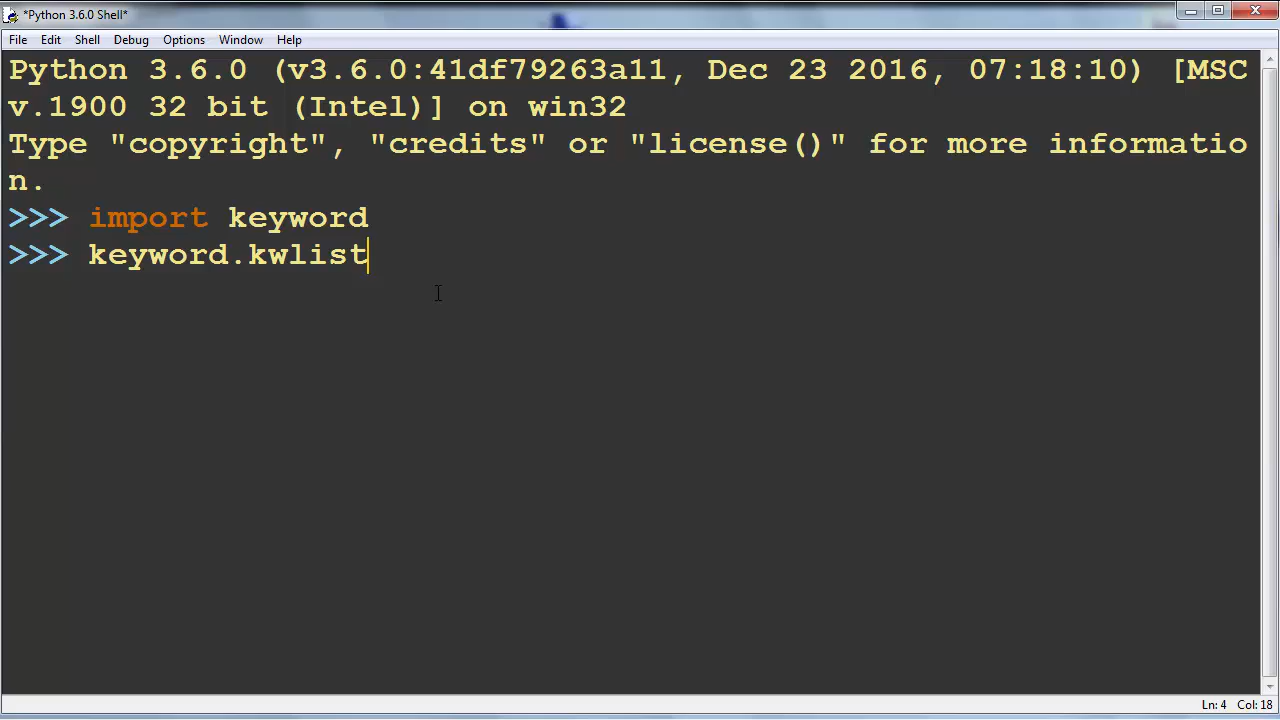 *Python 3.6.0 Shell*
File Edit Shell Debug Options Window Help
Python 3.6.0 (v3.6.0:41df79263a11, Dec 23 2016, 07:18:10) [MSC
v.1900 32 bit (Intel)] on win32
Type "copyright", "credits" or "license()" for more informatio
n.
>>> import keyword
>>> keyword.kwlist
Ln: 4 Col: 18